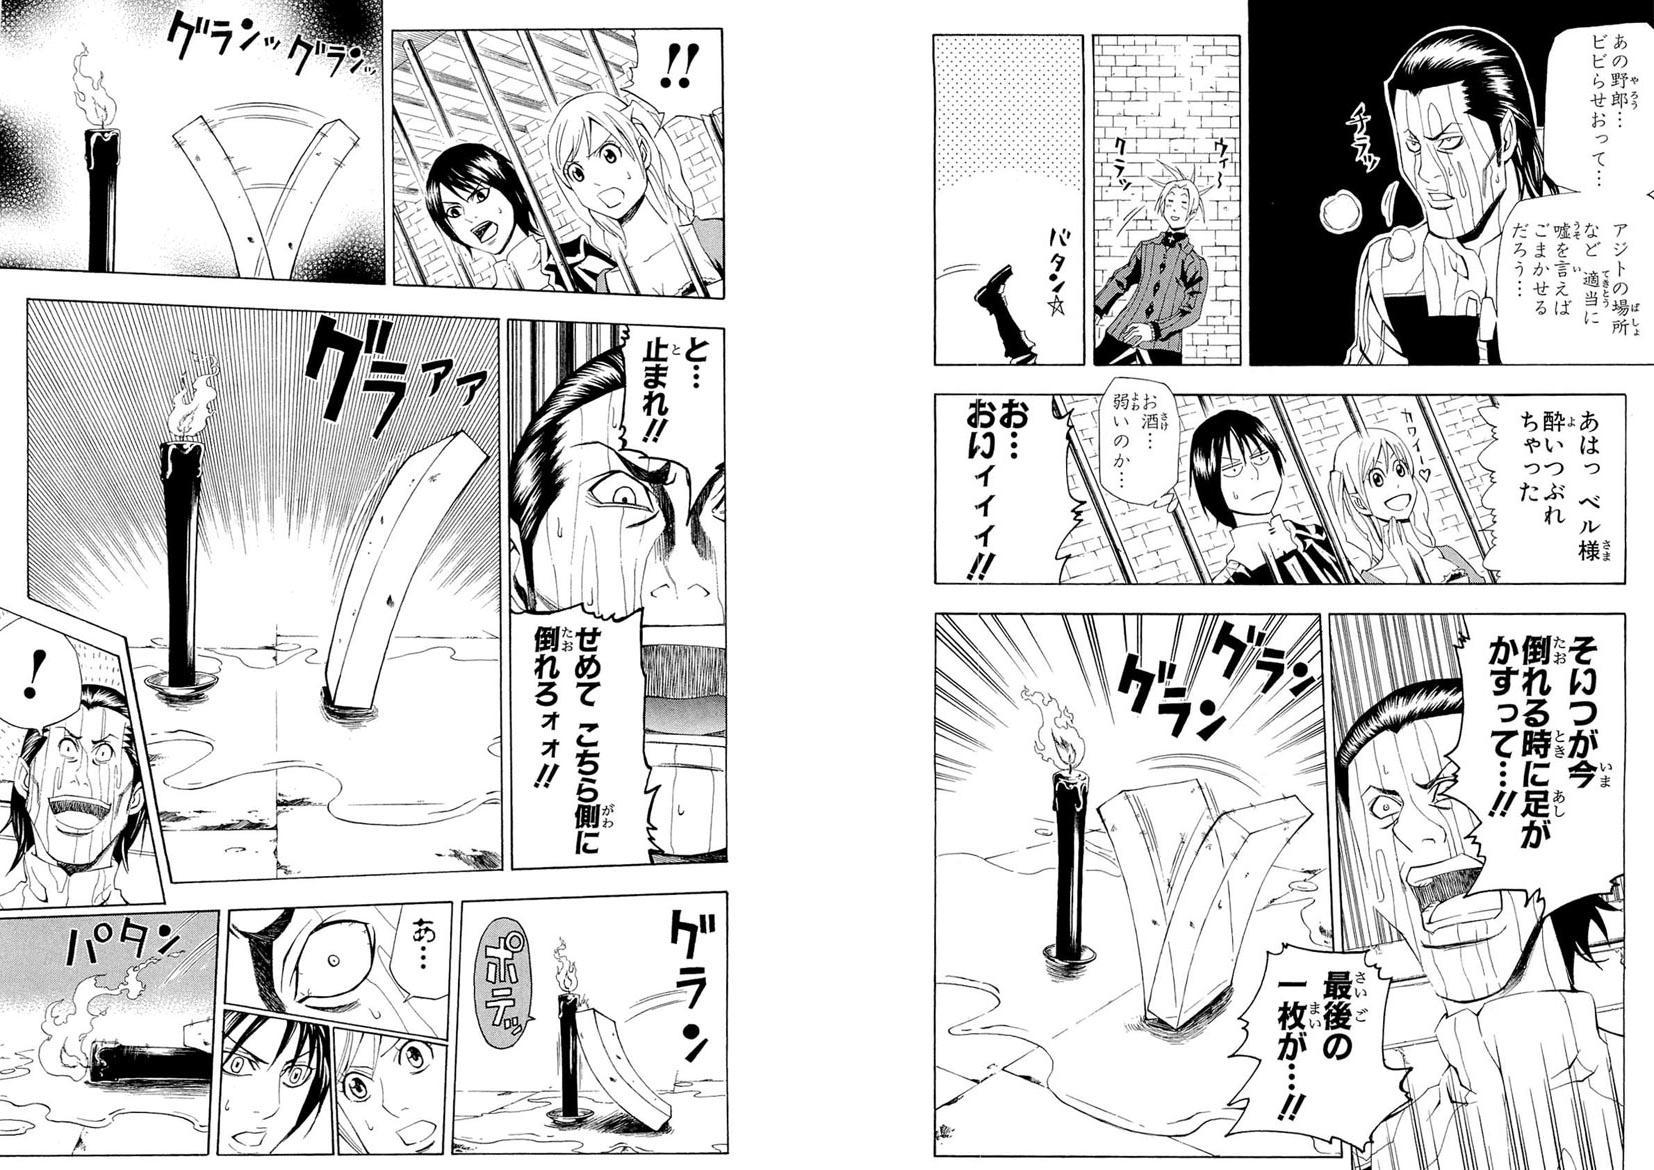 あの野郎…
ビビらせおって…
アジトの場所
など適当に
嘘を言えば
ごまかせる
だろう…
チラッ
ウィ〜
クラッ
バタン☆
あはっベル様
酔いつぶれ
ちゃった
カワイー♡
お酒…
弱いのか…
お…
おいィィィ!!
そいつが今
倒れる時に足が
かすって…!!
グラン
グラン
最後の
一枚が…!!
!!
グランッ
グランッ
と…
止まれ!!
せめてこちら側に
倒れろォォ!!
グラァァ
!
グラン
ポテッ
あ…
パタン